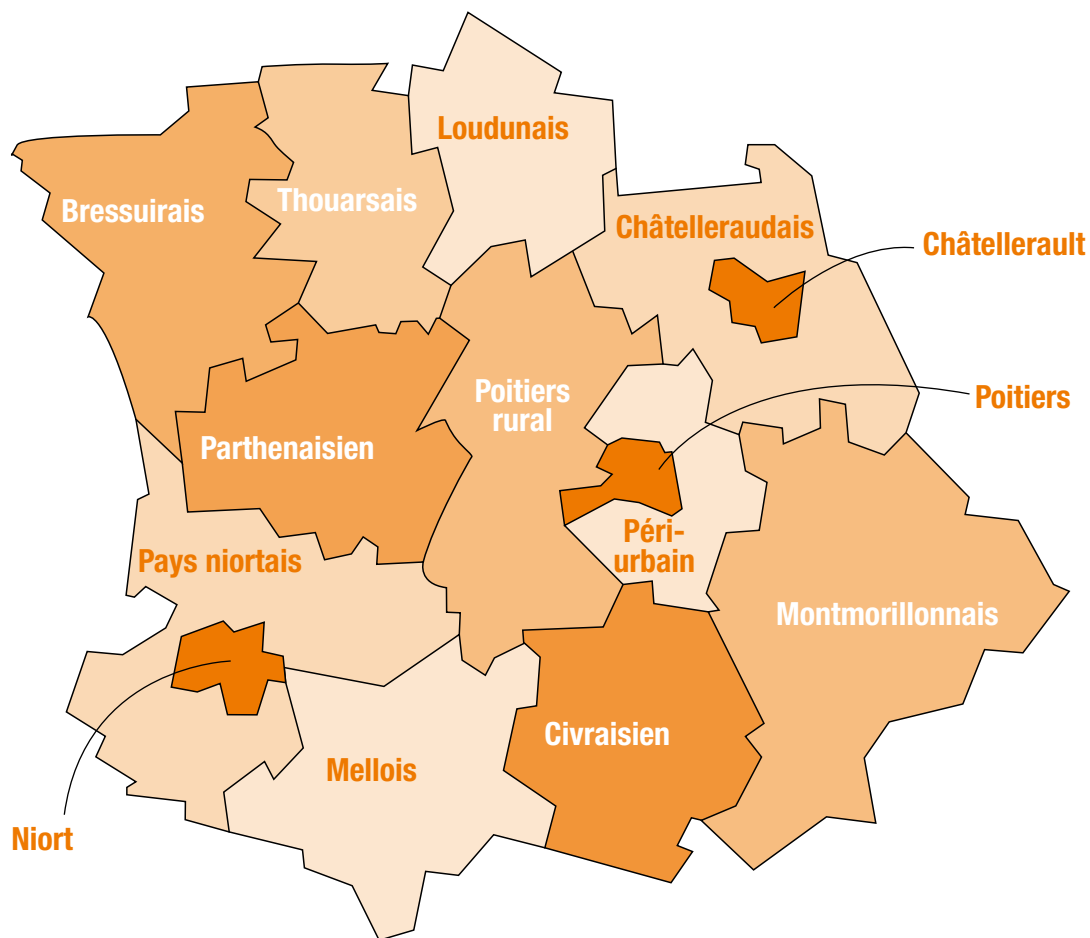 Loudunais
Thouarsais
Bressuirais
Châtelleraudais
Châtellerault
Poitiers
rural
Poitiers
Parthenaisien
Péri-
urbain
Pays niortais
Montmorillonnais
Civraisien
Mellois
Niort